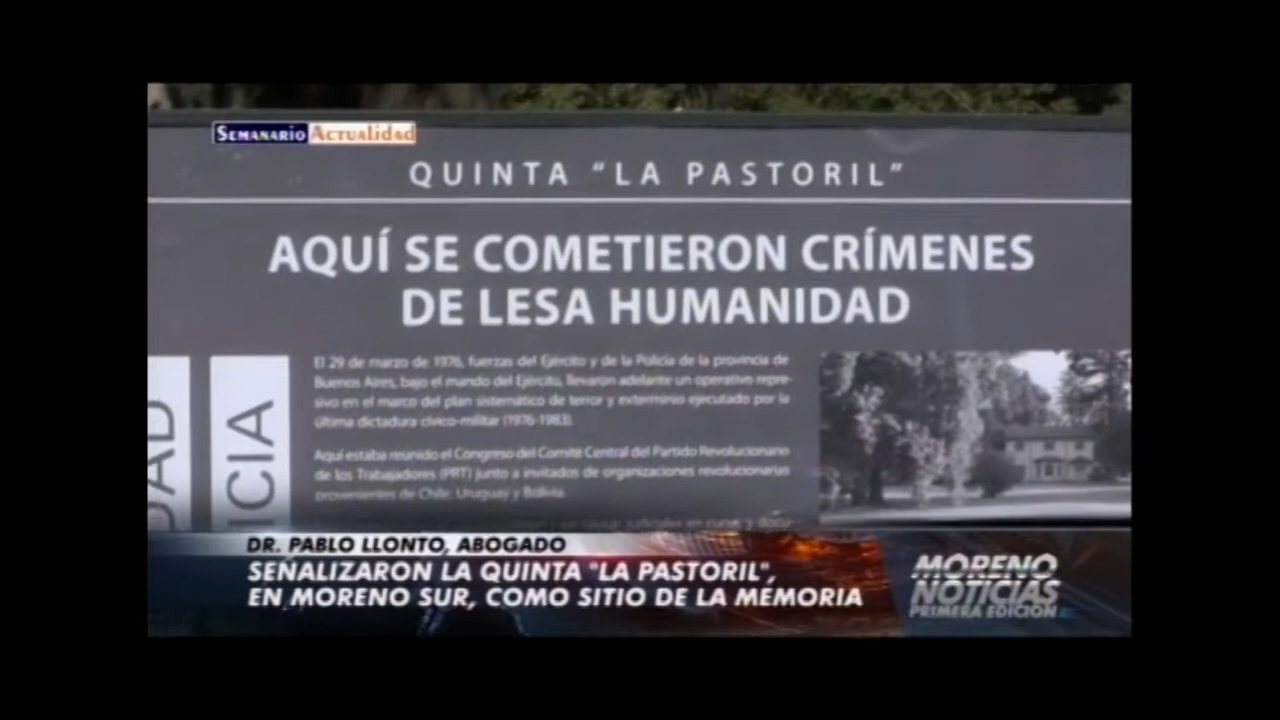 SEMANARIO Actualidad
QUINTA “LA PASTORIL”
AQUÍ SE COMETIERON CRÍMENES
DE LESA HUMANIDAD
El 29 de marzo de 1976, fuerzas del Ejército y de la Policía de la provincia de
Buenos Aires, bajo el mando del Ejército, llevaron adelante un operativo repre-
sivo en el marco del plan sistemático de terror y exterminio ejecutado por la
última dictadura cívico-militar (1976-1983).
Aquí estaba reunido el Congreso del Comité Central del Partido Revolucionario
de los Trabajadores (PRT) junto a invitados de organizaciones revolucionarias
provenientes de Chile, Uruguay y Bolivia.
DAD
CIA
DR. PABLO LLONTO, ABOGADO
SEÑALIZARON LA QUINTA "LA PASTORIL",
EN MORENO SUR, COMO SITIO DE LA MEMORIA
MORENO
NOTICIAS
PRIMERA EDICIÓN